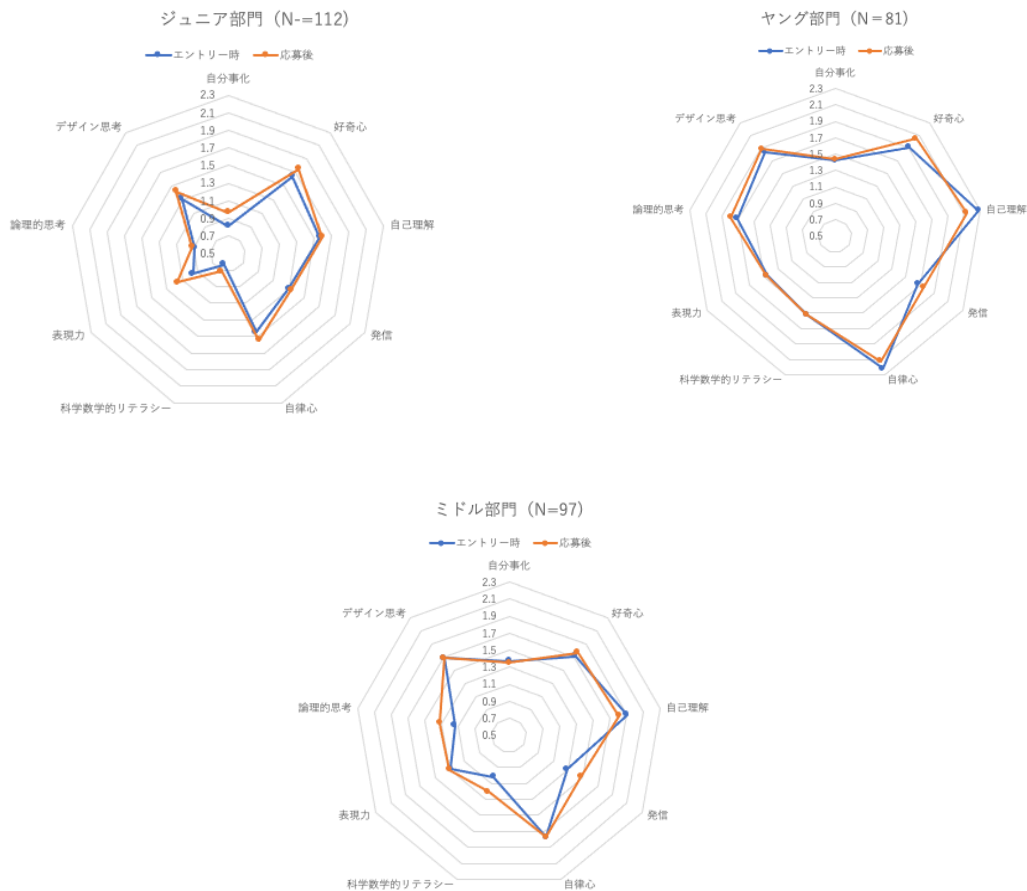 ジュニア部門（N-=112）
エントリー時 応募後
自分事化
好奇心
自己理解
発信
自律心
科学数学的リテラシー
表現力
論理的思考
デザイン思考
2.3
2.1
1.9
1.7
1.5
1.3
1.1
0.9
0.7
0.5
ヤング部門（N＝81）
エントリー時 応募後
自分事化
好奇心
自己理解
発信
自律心
科学数学的リテラシー
表現力
論理的思考
デザイン思考
2.3
2.1
1.9
1.7
1.5
1.3
1.1
0.9
0.7
0.5
ミドル部門（N=97）
エントリー時 応募後
自分事化
好奇心
自己理解
発信
自律心
科学数学的リテラシー
表現力
論理的思考
デザイン思考
2.3
2.1
1.9
1.7
1.5
1.3
1.1
0.9
0.7
0.5